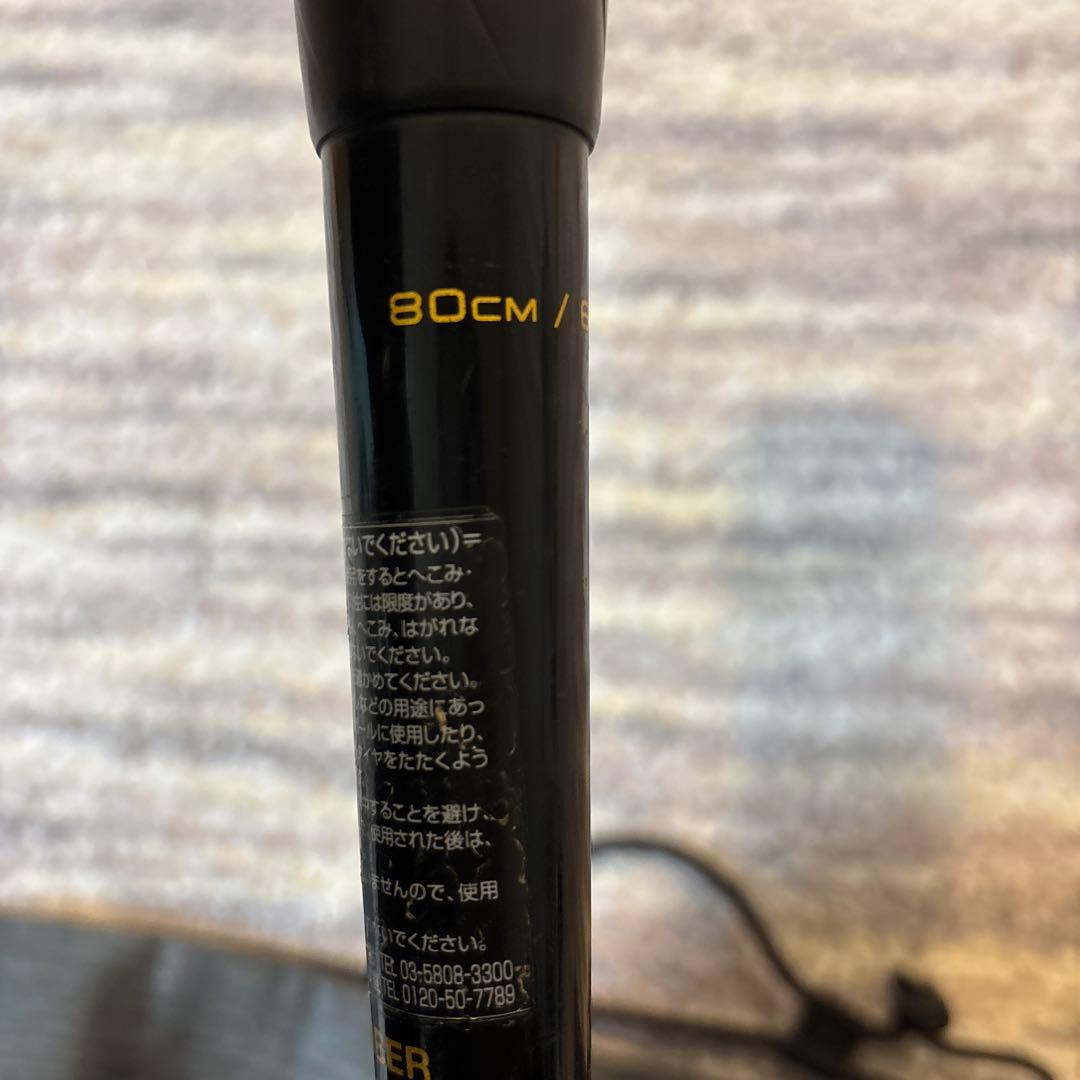 80CM /
ないでください)=
をするとへこみ・
には限度があり、
へこみ、はがれな
いでください。
かめてください。
などの用途にあっ
ールに使用したり、
イヤをたたくよう
することを避け、
使用された後は、
ませんので、使用
いでください。
TEL 03-5808-3300
TEL 0120-50-7789
BER